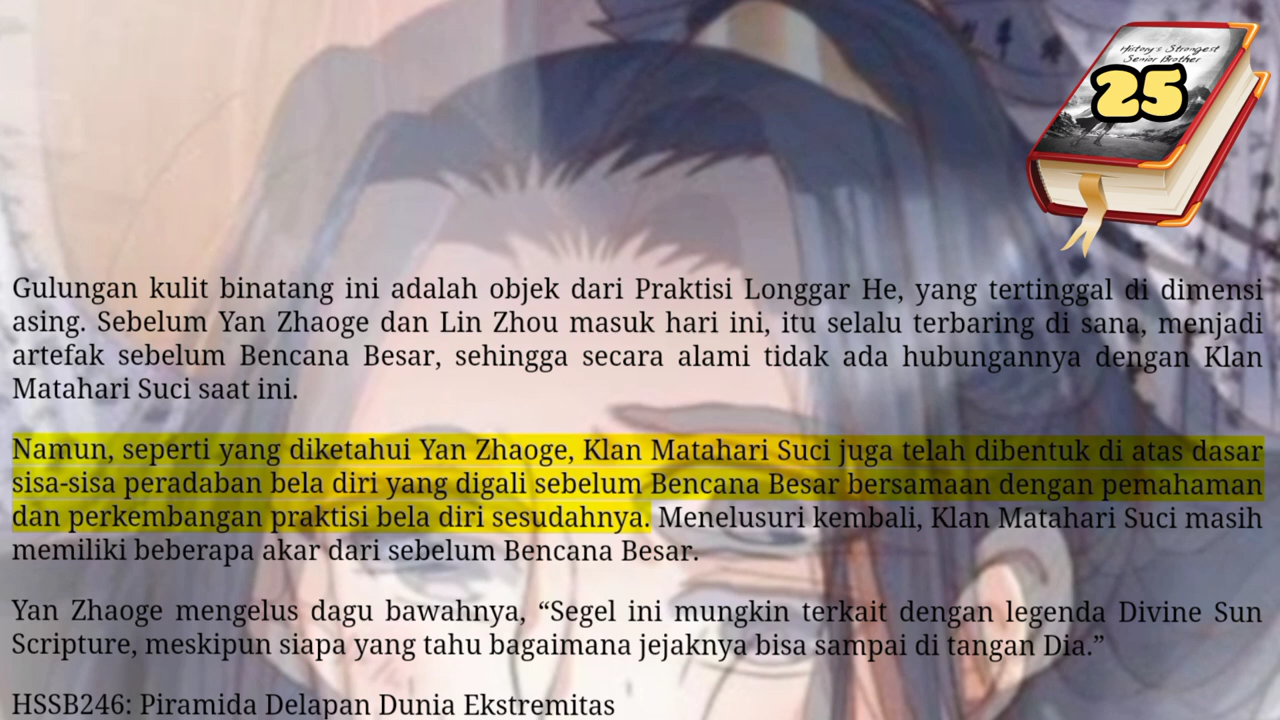 History's Strongest
Senior Brother
25
Gulungan kulit binatang ini adalah objek dari Praktisi Longgar He, yang tertinggal di dimensi
asing. Sebelum Yan Zhaoge dan Lin Zhou masuk hari ini, itu selalu terbaring di sana, menjadi
artefak sebelum Bencana Besar, sehingga secara alami tidak ada hubungannya dengan Klan
Matahari Suci saat ini.
Namun, seperti yang diketahui Yan Zhaoge, Klan Matahari Suci juga telah dibentuk di atas dasar
sisa-sisa peradaban bela diri yang digali sebelum Bencana Besar bersamaan dengan pemahaman
dan perkembangan praktisi bela diri sesudahnya. Menelusuri kembali, Klan Matahari Suci masih
memiliki beberapa akar dari sebelum Bencana Besar.
Yan Zhaoge mengelus dagu bawahnya, “Segel ini mungkin terkait dengan legenda Divine Sun
Scripture, meskipun siapa yang tahu bagaimana jejaknya bisa sampai di tangan Dia.”
HSSB246: Piramida Delapan Dunia Ekstremitas